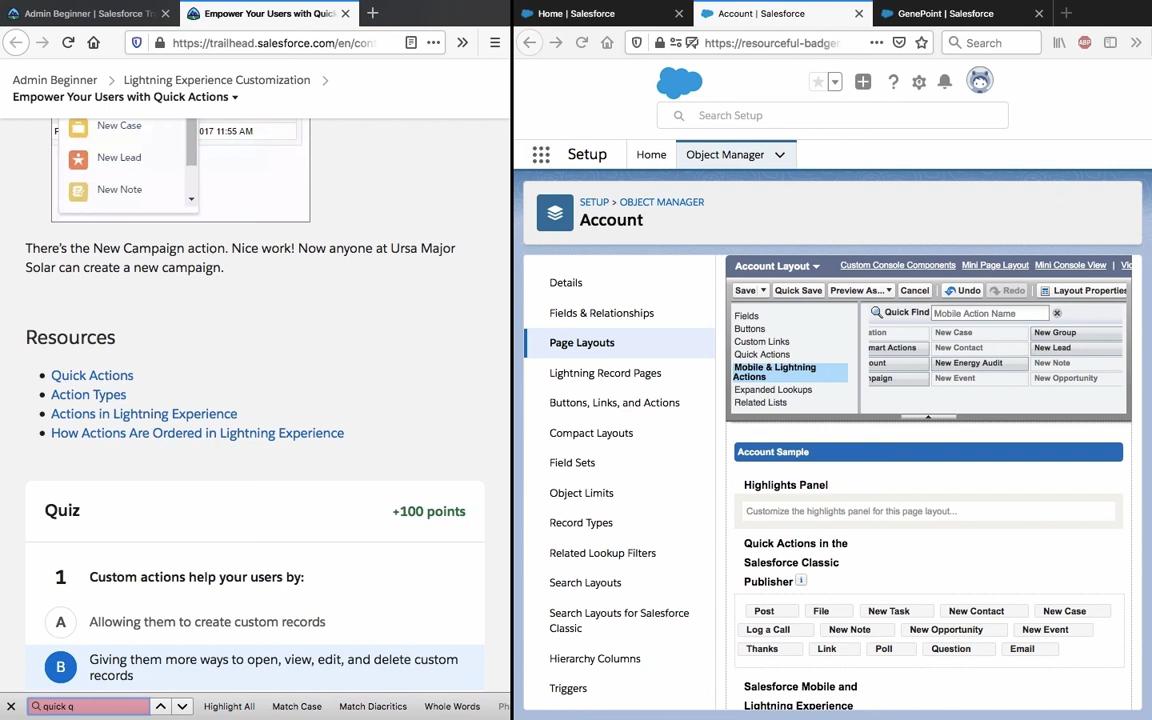 Admin Beginner | Salesforce Tr
Empower Your Users with Quick
https://trailhead.salesforce.com/en/con
Admin Beginner
Lightning Experience Customization
Empower Your Users with Quick Actions
New Case
017 11:55 AM
New Lead
New Note
There's the New Campaign action. Nice work! Now anyone at Ursa Major
Solar can create a new campaign.
Resources
Quick Actions
Action Types
Actions in Lightning Experience
How Actions Are Ordered in Lightning Experience
Quiz
+100 points
1
Custom actions help your users by:
A
Allowing them to create custom records
B
Giving them more ways to open, view, edit, and delete custom
records
quick q
Highlight All
Match Case
Match Diacritics
Whole Words
Ph
Home | Salesforce
Account | Salesforce
GenePoint | Salesforce
https://resourceful-badger
Search
ABP
Search Setup
Setup
Home
Object Manager
SETUP > OBJECT MANAGER
Account
Details
Fields & Relationships
Page Layouts
Lightning Record Pages
Buttons, Links, and Actions
Compact Layouts
Field Sets
Object Limits
Record Types
Related Lookup Filters
Search Layouts
Search Layouts for Salesforce
Classic
Hierarchy Columns
Triggers
Account Layout
Custom Console Components
Mini Page Layout
Mini Console View
|
Vic
Save
Quick Save
Preview As...
Cancel
Undo
Redo
Layout Properties
Fields
Buttons
Custom Links
Quick Actions
Mobile & Lightning
Actions
Expanded Lookups
Related Lists
Quick Find
Mobile Action Name
ation
New Case
New Group
mart Actions
New Contact
New Lead
ount
New Energy Audit
New Note
paign
New Event
New Opportunity
Account Sample
Highlights Panel
Customize the highlights panel for this page layout...
Quick Actions in the
Salesforce Classic
Publisher
Post
File
New Task
New Contact
New Case
Log a Call
New Note
New Opportunity
New Event
Thanks
Link
Poll
Question
Email
Salesforce Mobile and
Lightning Experience